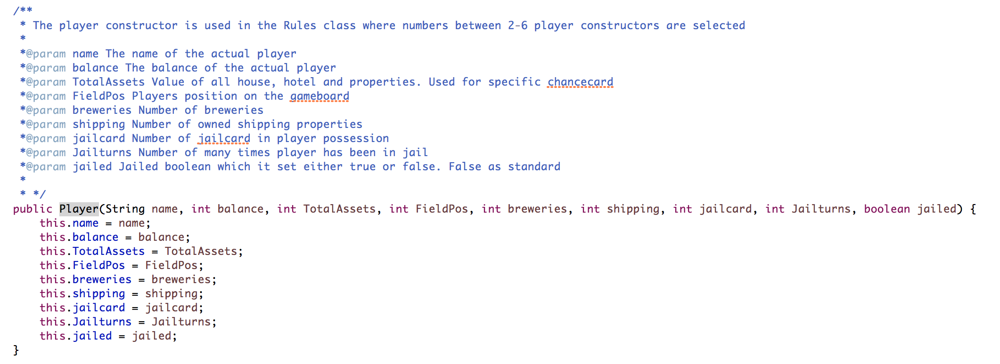 /**
 * The player constructor is used in the Rules class where numbers between 2-6 player constructors are selected
 *
 *@param name The name of the actual player
 *@param balance The balance of the actual player
 *@param TotalAssets Value of all house, hotel and properties. Used for specific chancecard
 *@param FieldPos Players position on the gameboard
 *@param breweries Number of breweries
 *@param shipping Number of owned shipping properties
 *@param jailcard Number of jailcard in player possession
 *@param Jailturns Number of many times player has been in jail
 *@param jailed Jailed boolean which it set either true or false. False as standard
 *
 * */
public Player(String name, int balance, int TotalAssets, int FieldPos, int breweries, int shipping, int jailcard, int Jailturns, boolean jailed) {
    this.name = name;
    this.balance = balance;
    this.TotalAssets = TotalAssets;
    this.FieldPos = FieldPos;
    this.breweries = breweries;
    this.shipping = shipping;
    this.jailcard = jailcard;
    this.Jailturns = Jailturns;
    this.jailed = jailed;
}